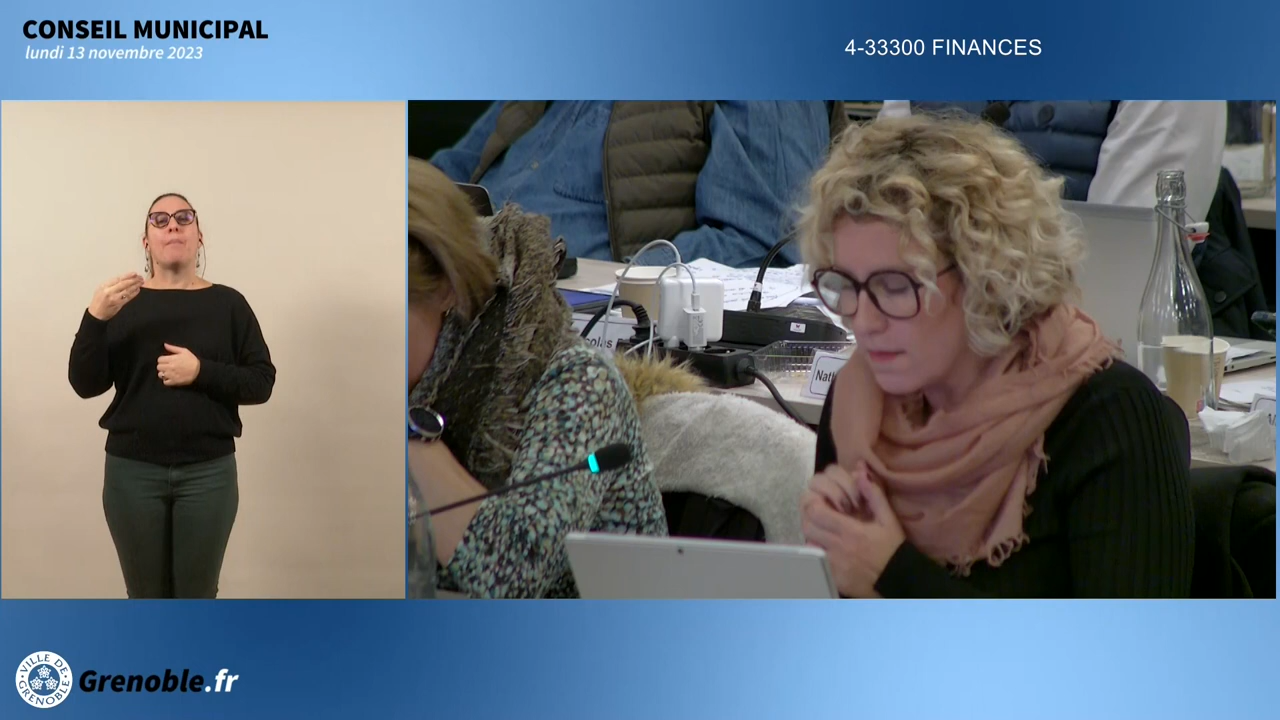 CONSEIL MUNICIPAL
lundi 13 novembre 2023
4-33300 FINANCES
VILLE DE
GRENOBLE
Grenoble.fr